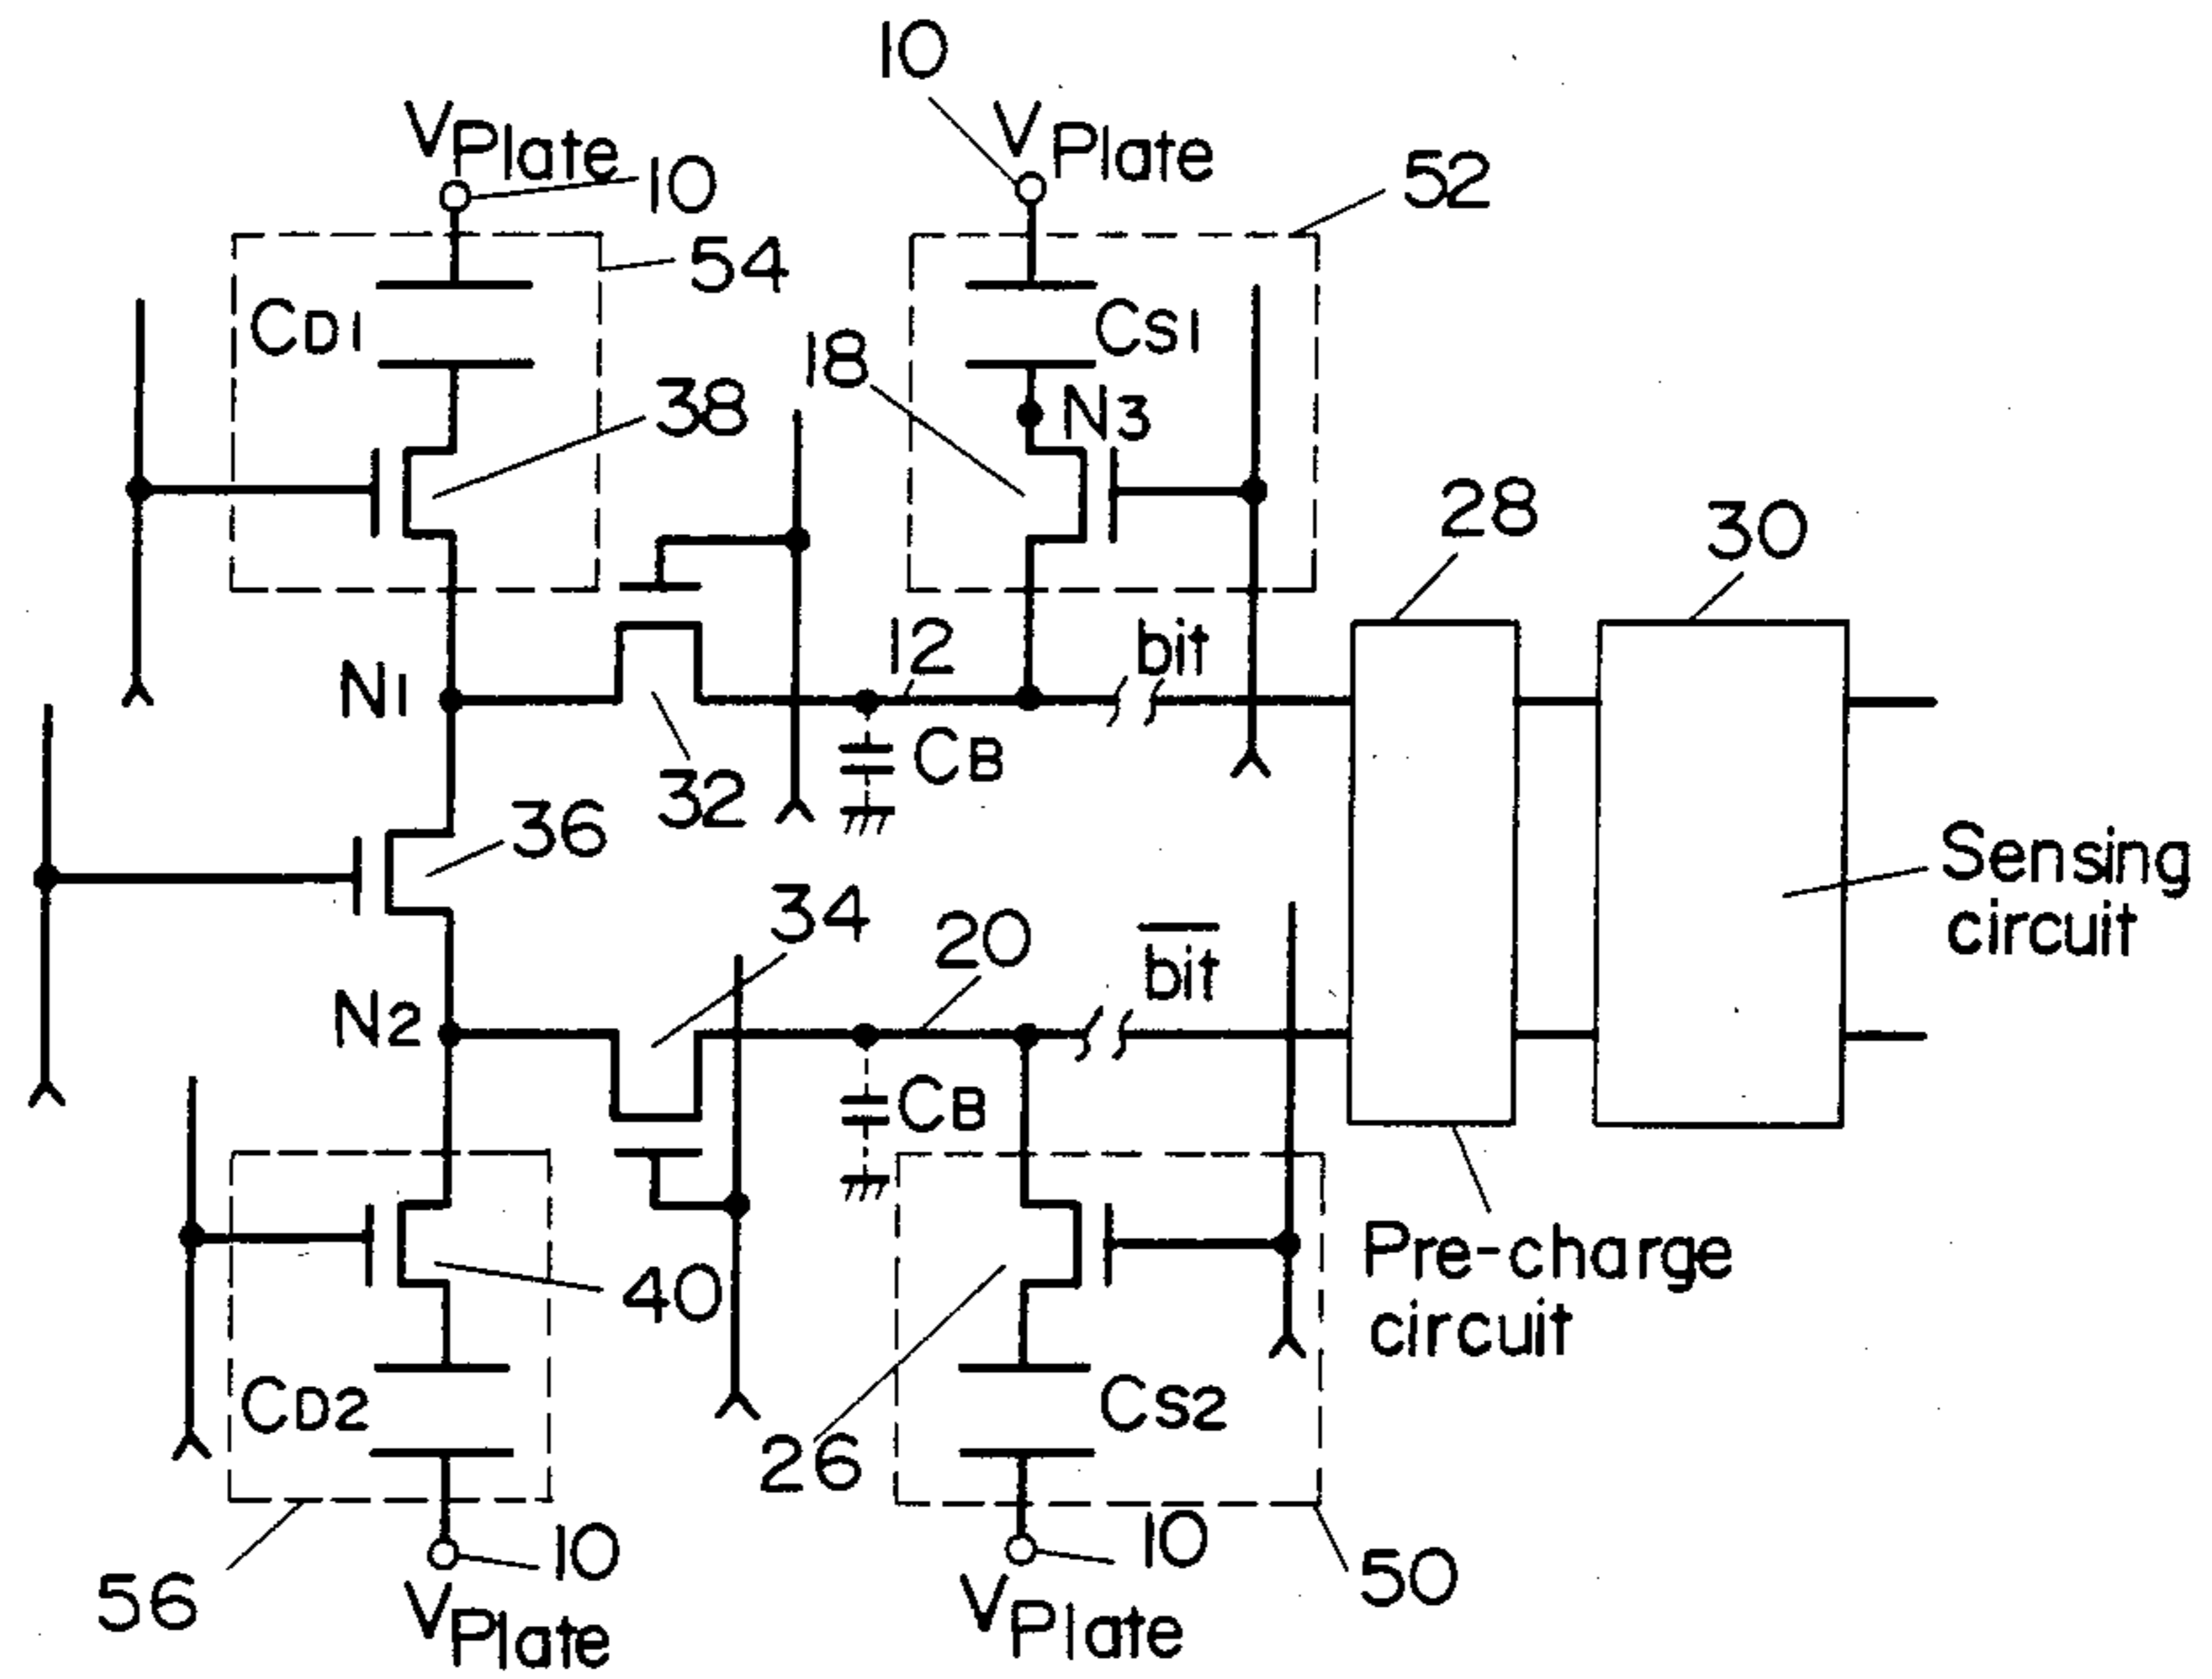 10
VPlate
VPlate
10
52
54
CD1
CS1
18
38
N3
28
30
12
bit
N1
CB
32
36
Sensing
circuit
34
20
bit
N2
CB
Pre-charge
circuit
40
CD2
CS2
26
10
10
50
56
VPlate
VPlate